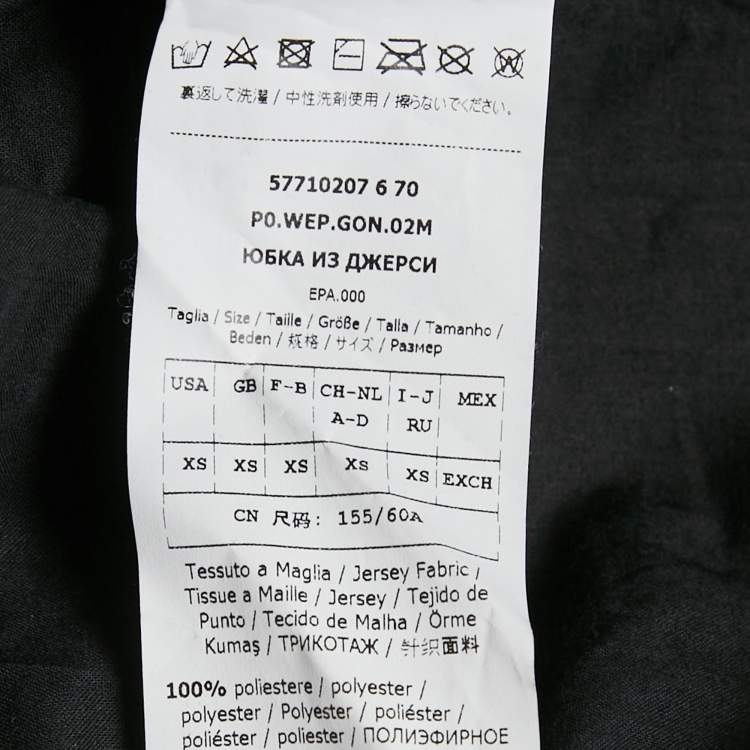 裏返して洗濯 / 中性洗剤使用 / 擦らないでください。
57710207 6 70
P0.WEP.GON.02M
ЮБКА ИЗ ДЖЕРСИ
EPA.000
Taglia / Size / Taille / Größe / Talla / Tamanho /
Beden / 规格 / サイズ / Размер
USA GB F-B CH-NL I-J MEX
A-D RU
XS XS XS XS XS EXCH
CN 尺码: 155/60A
Tessuto a Maglia / Jersey Fabric /
Tissue a Maille / Jersey / Tejido de
Punto / Tecido de Malha / Örme
Kumaş / ТРИКОТАЖ / 针织面料
100% poliestere / polyester /
polyester / Polyester / poliéster /
poliéster / poliester / ПОЛИЭФИРНОЕ